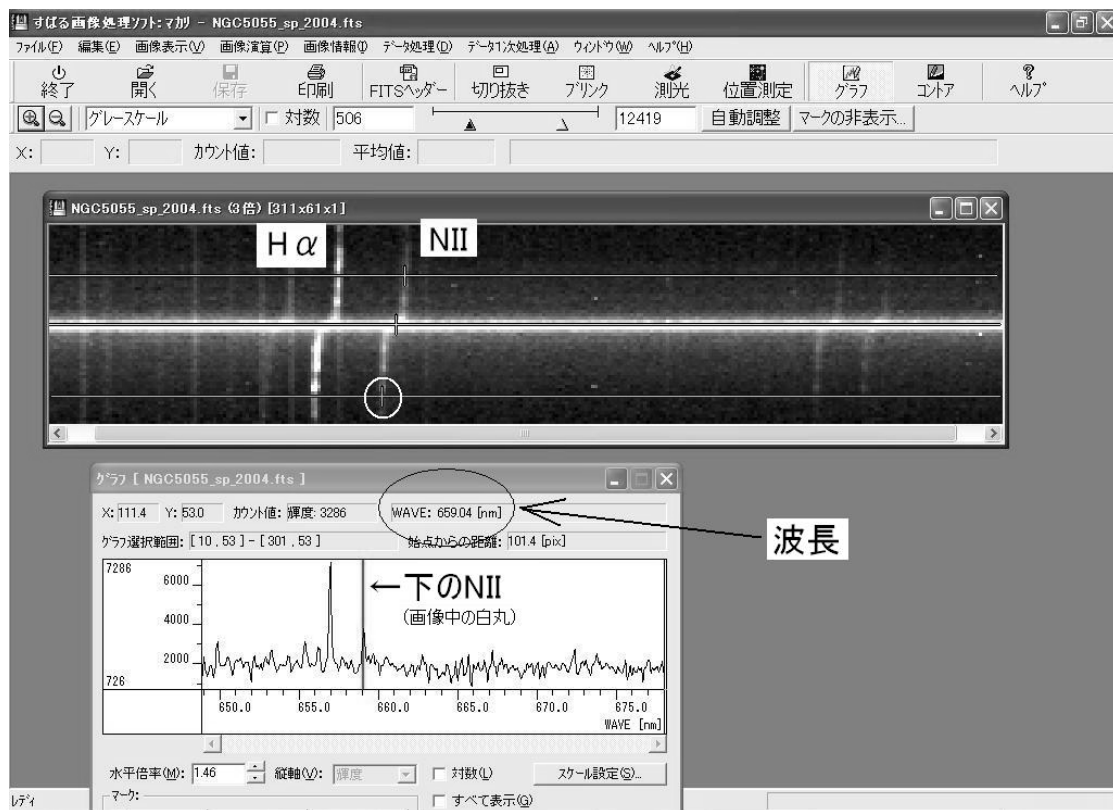 すばる画像処理ソフト:マカリ - NGC5055_sp_2004.fts
ファイル(F) 編集(E) 画像表示(V) 画像演算(P) 画像情報(I) データ処理(D) データ1次処理(A) ウィンドウ(W) ヘルプ(H)
終了 開く 保存 印刷 FITSヘッダー 切り抜き ブリンク 測光 位置測定 グラフ コントア ヘルプ
グレースケール 対数 506 12419 自動調整 マークの非表示...
X: Y: カウント値: 平均値:
NGC5055_sp_2004.fts (3倍) [311x61x1]
Hα NII
グラフ [ NGC5055_sp_2004.fts ]
X: 111.4 Y: 53.0 カウント値: 輝度: 3286 WAVE: 659.04 [nm]
波長
グラフ選択範囲: [ 10 , 53 ] - [ 301 , 53 ] 始点からの距離: 101.4 [pix]
7286
6000
←下のNII
4000
(画像中の白丸)
2000
726
650.0 655.0 660.0 665.0 670.0 675.0
WAVE [nm]
水平倍率(M): 1.46 縦軸(V): 輝度 対数(L) スケール設定(S)...
マーク: すべて表示(G)
レディ